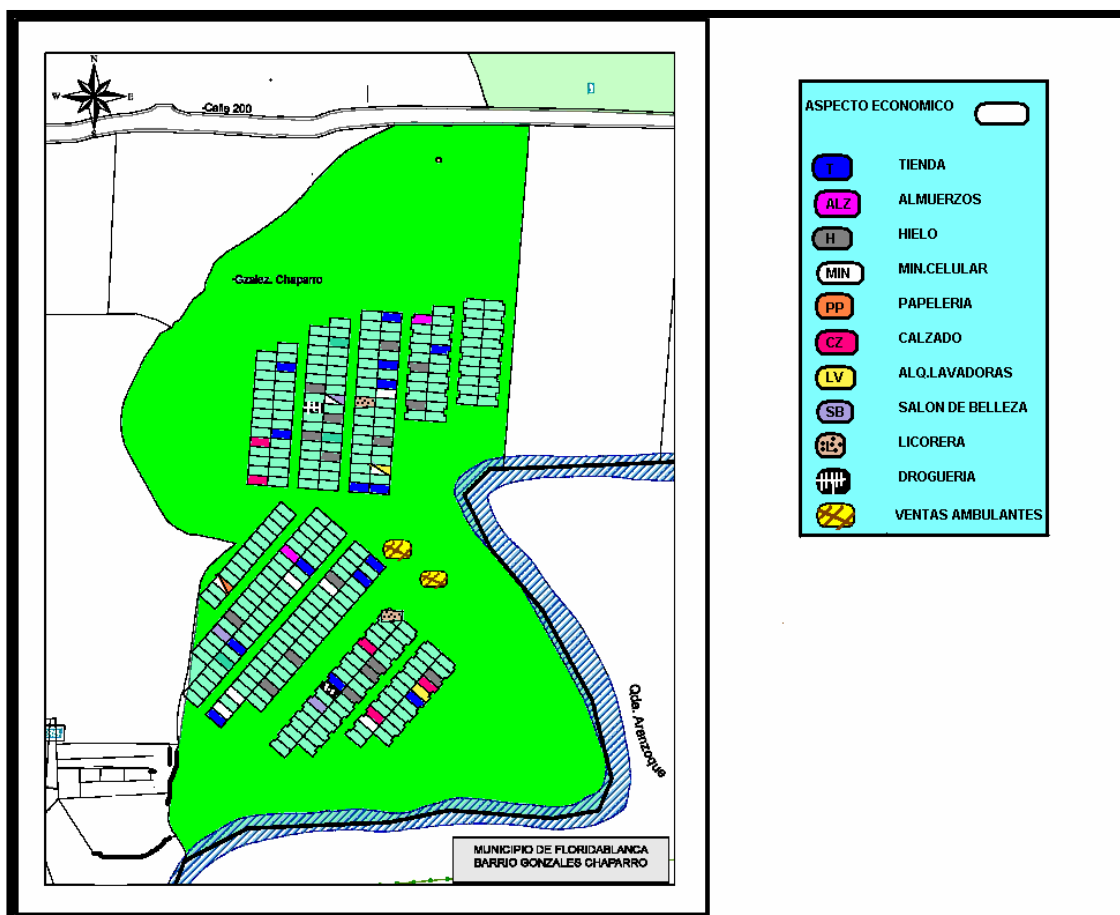 N
W
E
S
-Calle 200
-Gzalez. Chaparro
Qda. Aranzoque
MUNICIPIO DE FLORIDABLANCA
BARRIO GONZALES CHAPARRO
ASPECTO ECONOMICO
T TIENDA
ALZ ALMUERZOS
H HIELO
MIN MIN.CELULAR
PP PAPELERIA
CZ CALZADO
LV ALQ.LAVADORAS
SB SALON DE BELLEZA
LICORERA
DROGUERIA
VENTAS AMBULANTES